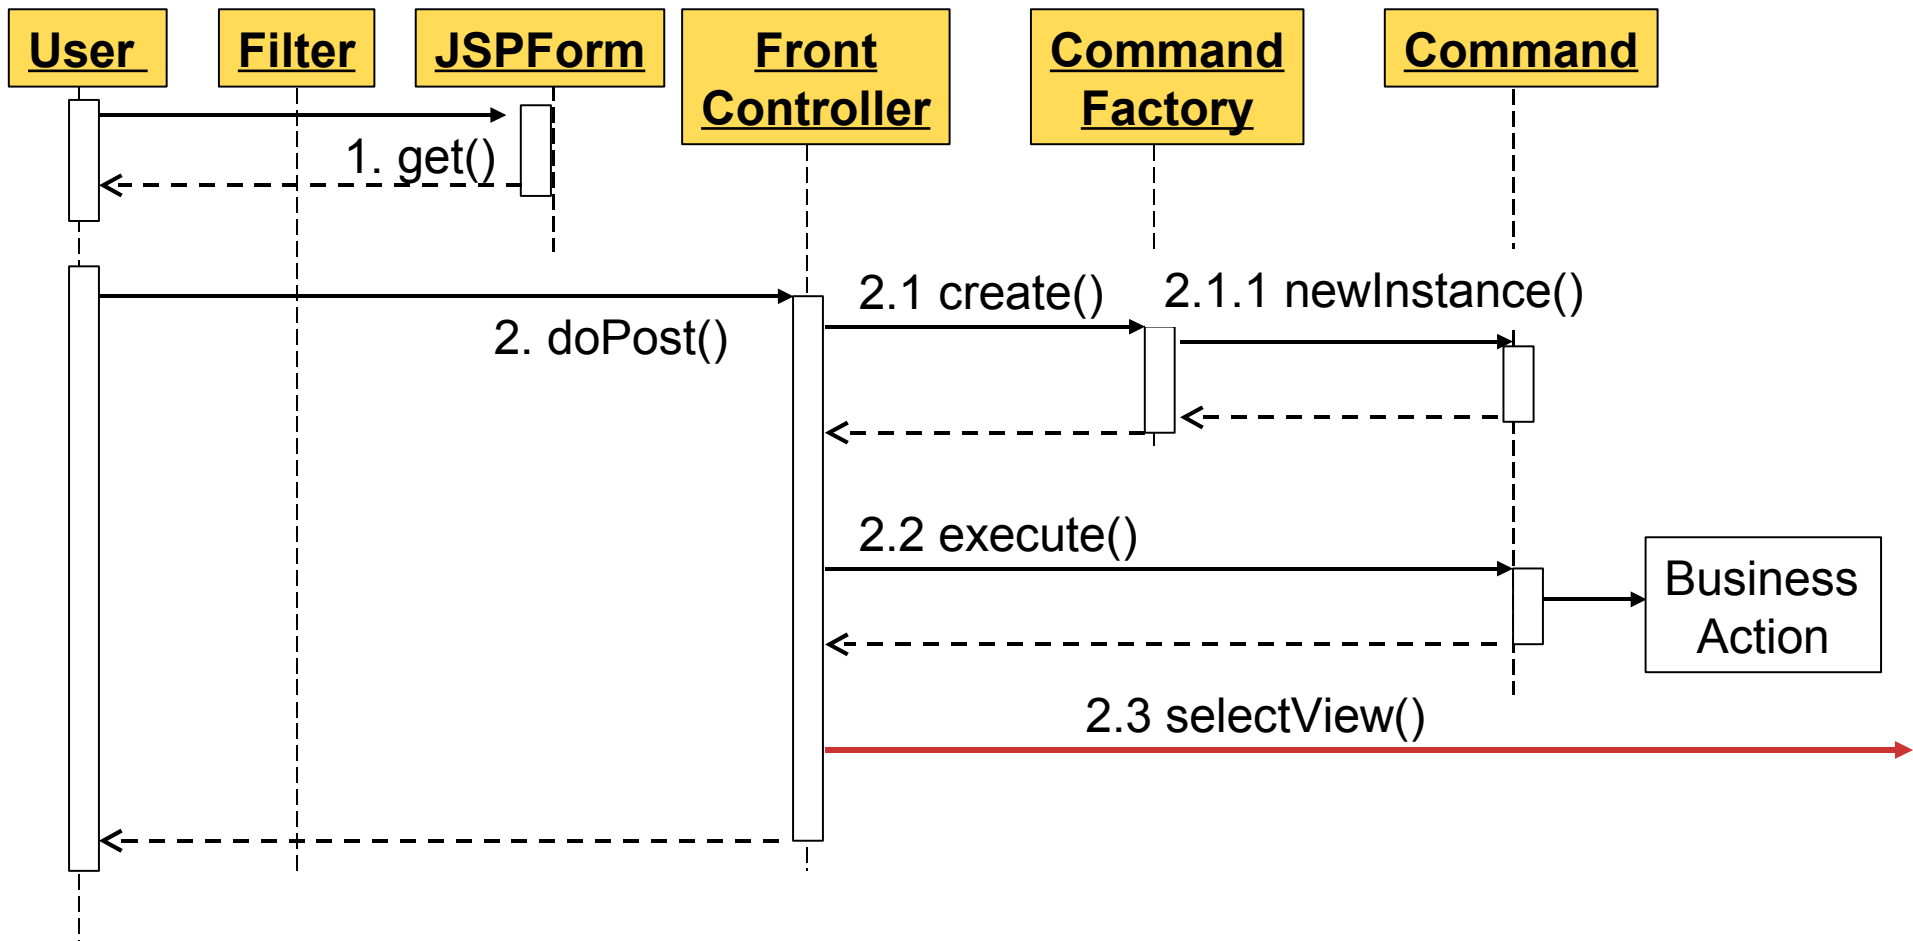 User
Filter
JSPForm
Front
Controller
Command
Factory
Command
1. get()
2.1 create()
2.1.1 newInstance()
2. doPost()
2.2 execute()
Business
Action
2.3 selectView()